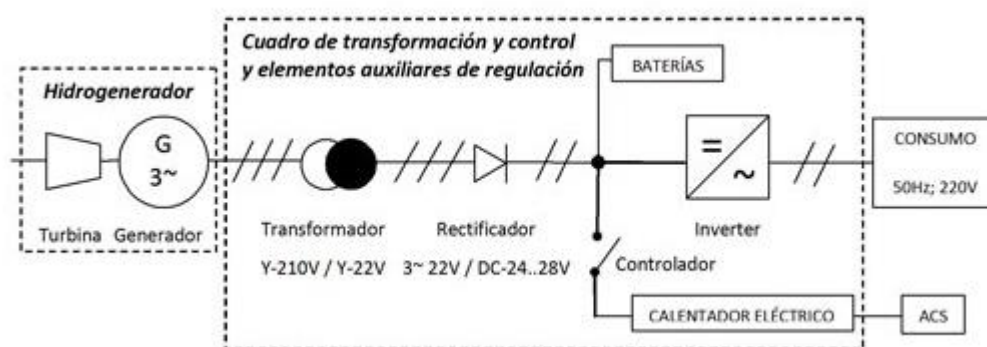 Cuadro de transformación y control
y elementos auxiliares de regulación
BATERÍAS
Hidrogenerador
G
3~
=
~
CONSUMO
50Hz; 220V
Turbina
Generador
Transformador
Y-210V / Y-22V
Rectificador
3~ 22V / DC-24..28V
Inverter
Controlador
CALENTADOR ELÉCTRICO
ACS